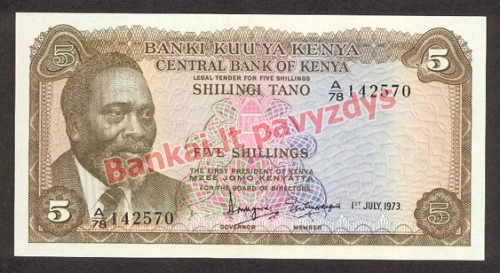 5
BANKI KUU YA KENYA
5
CENTRAL BANK OF KENYA
LEGAL TENDER FOR FIVE SHILLINGS
SHILINGI TANO
A/78 142570
Bankai.lt pavyzdys
FIVE SHILLINGS
THE FIRST PRESIDENT OF KENYA
MZEE JOMO KENYATTA
FOR THE BOARD OF DIRECTORS
5
A/78 142570
1ST JULY, 1973.
5
GOVERNOR
MEMBER